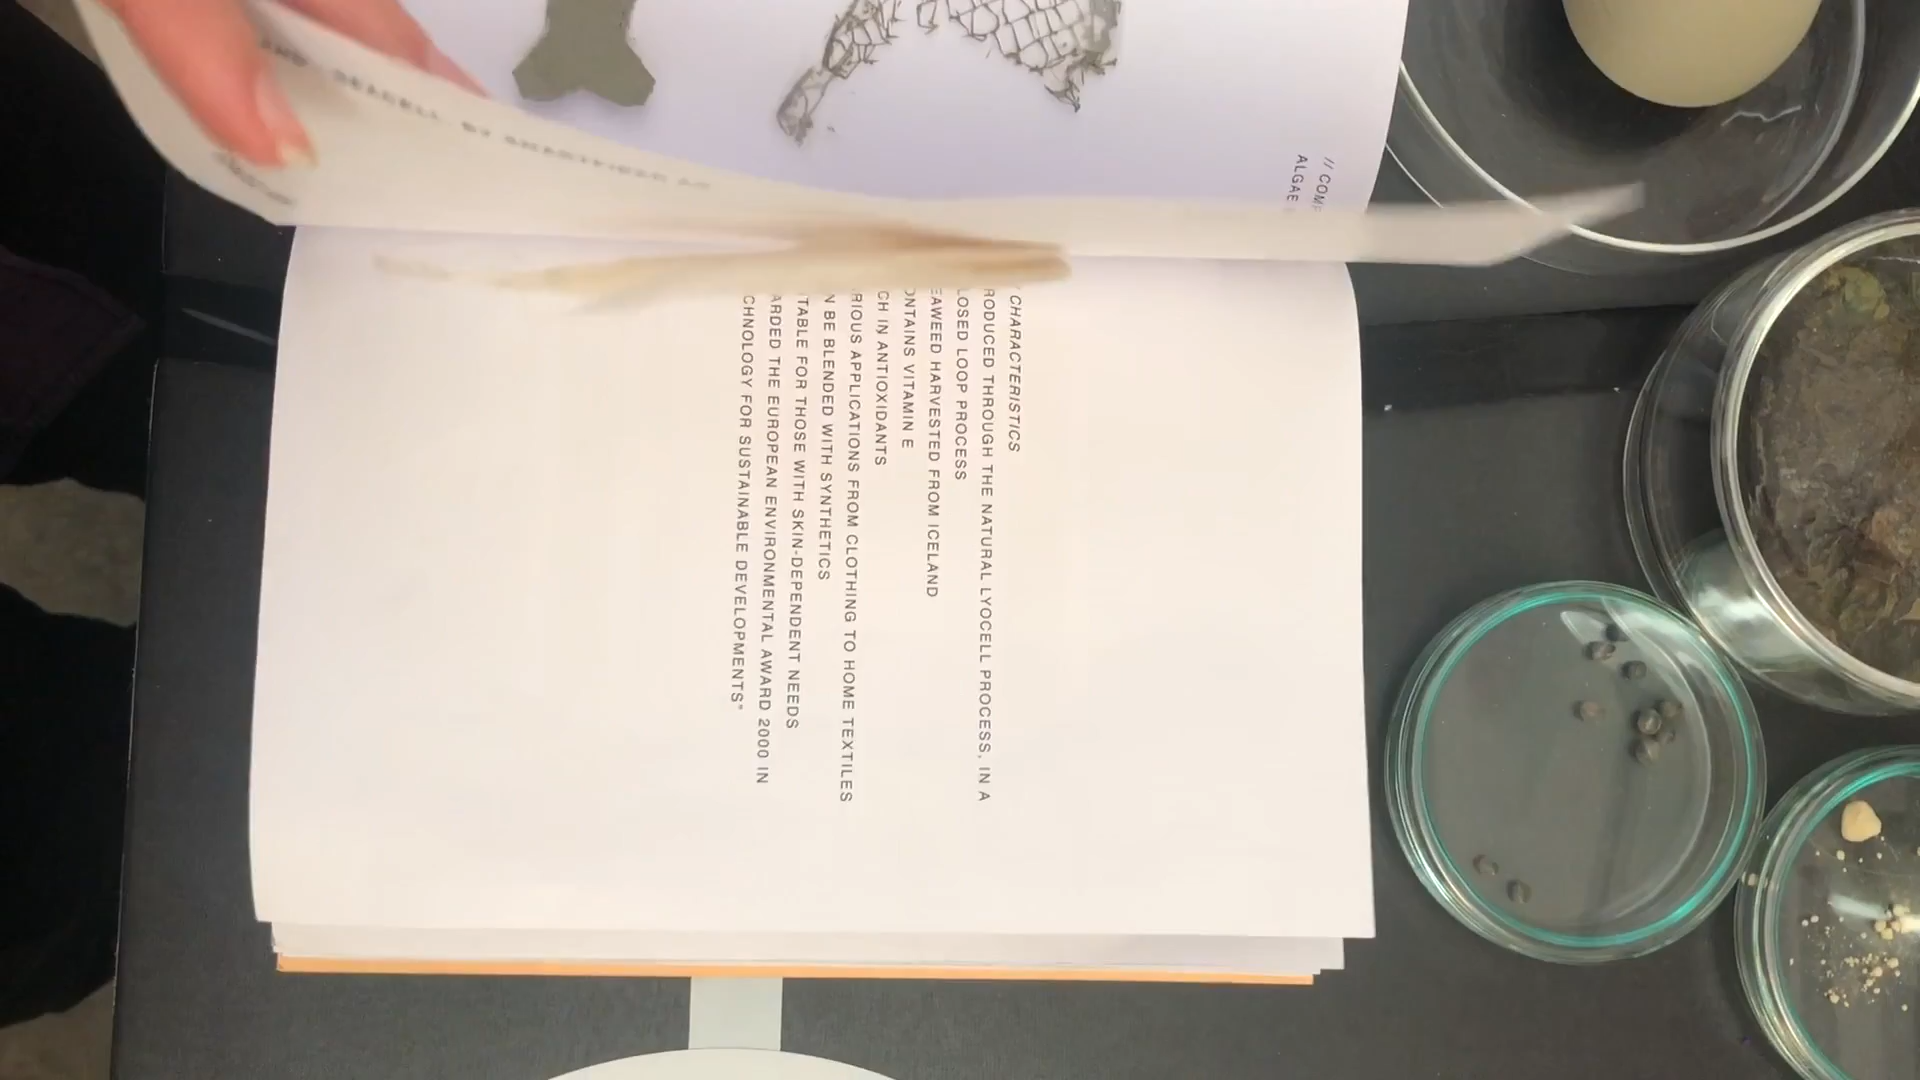 // COMP
ALGAE
CHARACTERISTICS
RODUCED THROUGH THE NATURAL LYOCELL PROCESS, IN A
LOSED LOOP PROCESS
EAWEED HARVESTED FROM ICELAND
ONTAINS VITAMIN E
CH IN ANTIOXIDANTS
RIOUS APPLICATIONS FROM CLOTHING TO HOME TEXTILES
N BE BLENDED WITH SYNTHETICS
TABLE FOR THOSE WITH SKIN-DEPENDENT NEEDS
ARDED THE EUROPEAN ENVIRONMENTAL AWARD 2000 IN
CHNOLOGY FOR SUSTAINABLE DEVELOPMENTS"